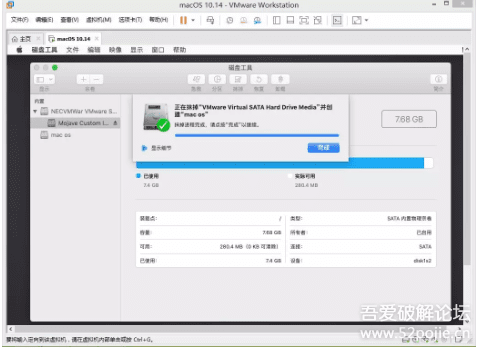 macOS 10.14 - VMware Workstation
文件(F) 编辑(E) 查看(V) 虚拟机(M) 选项卡(T) 帮助(H)
主页 macOS 10.14
磁盘工具 文件 编辑 映像 显示 窗口 帮助
磁盘工具
显示
内置
NECVMWar VMware S...
Mojave Custom I...
mac os
正在抹掉“VMware Virtual SATA Hard Drive Media”并创
建“mac os”
抹掉进程完成，请点按“完成”以继续。
显示细节 完成
7.68 GB
已使用
7.4 GB
实际可用
280.4 MB
装载点： / 类型： SATA 内置物理宗卷
容量： 7.68 GB 所有者： 已启用
可用： 280.4 MB（0 KB 可清除） 连接： SATA
已使用： 7.4 GB 设备： disk1s2
要将输入定向到该虚拟机，请在虚拟机内部单击或按 Ctrl+G。
吾爱破解论坛
www.52pojie.cn